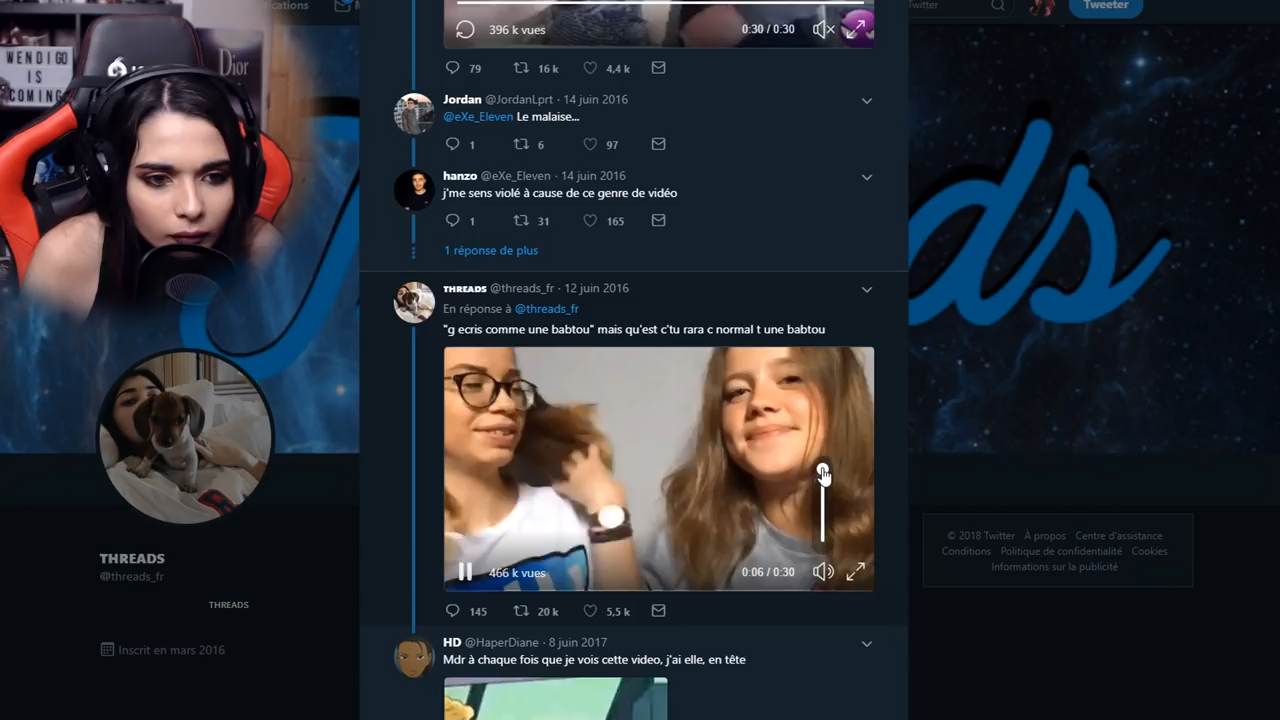 ications
Twitter
Tweeter
WENDIGO
IS
COMING
Dior
396 k vues
0:30 / 0:30
79
16 k
4,4 k
Jordan @JordanLprt · 14 juin 2016
@eXe_Eleven Le malaise...
1
6
97
hanzo @eXe_Eleven · 14 juin 2016
j'me sens violé à cause de ce genre de vidéo
1
31
165
1 réponse de plus
THREADS @threads_fr · 12 juin 2016
En réponse à @threads_fr
"g ecris comme une babtou" mais qu'est c'tu rara c normal t une babtou
466 k vues
0:06 / 0:30
145
20 k
5,5 k
HD @HaperDiane · 8 juin 2017
Mdr à chaque fois que je vois cette video, j'ai elle, en tête
ds
THREADS
@threads_fr
THREADS
Inscrit en mars 2016
© 2018 Twitter À propos Centre d'assistance
Conditions Politique de confidentialité Cookies
Informations sur la publicité